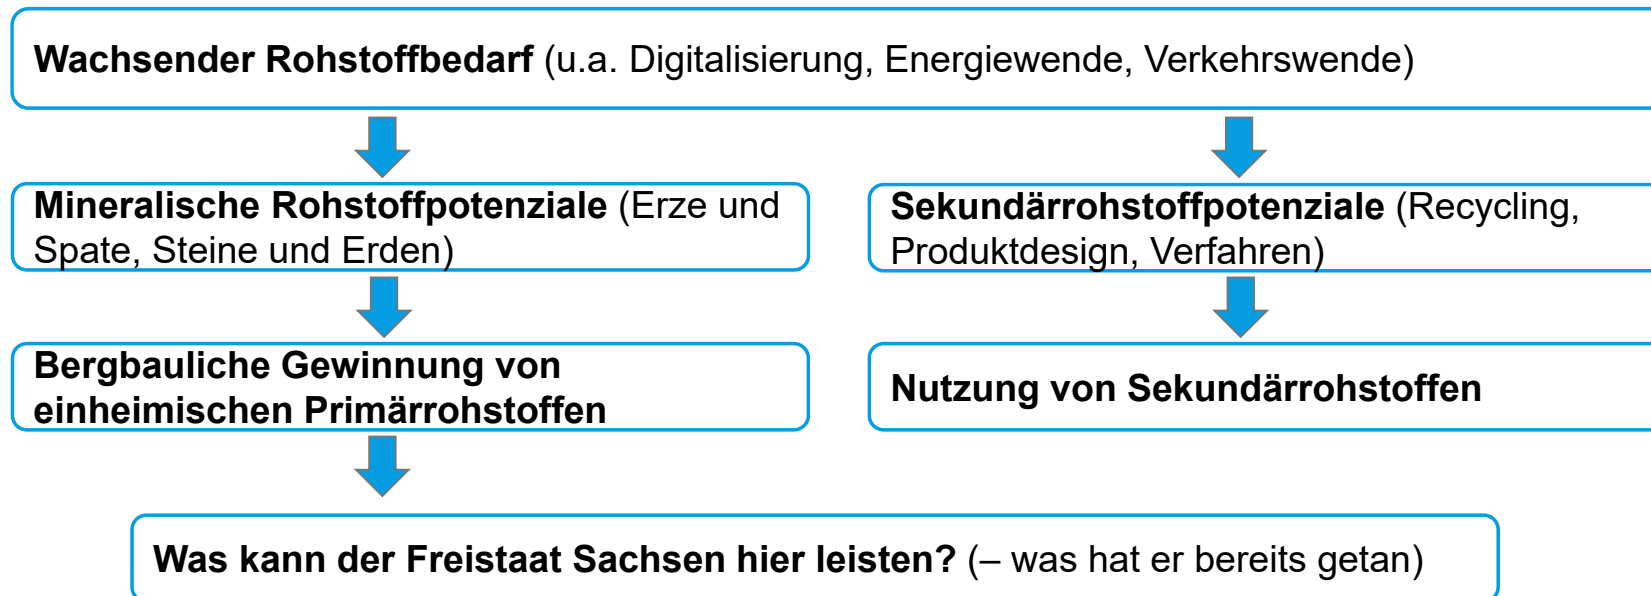 Wachsender Rohstoffbedarf (u.a. Digitalisierung, Energiewende, Verkehrswende)
Mineralische Rohstoffpotenziale (Erze und
Spate, Steine und Erden)
Sekundärrohstoffpotenziale (Recycling,
Produktdesign, Verfahren)
Bergbauliche Gewinnung von
einheimischen Primärrohstoffen
Nutzung von Sekundärrohstoffen
Was kann der Freistaat Sachsen hier leisten? (– was hat er bereits getan)